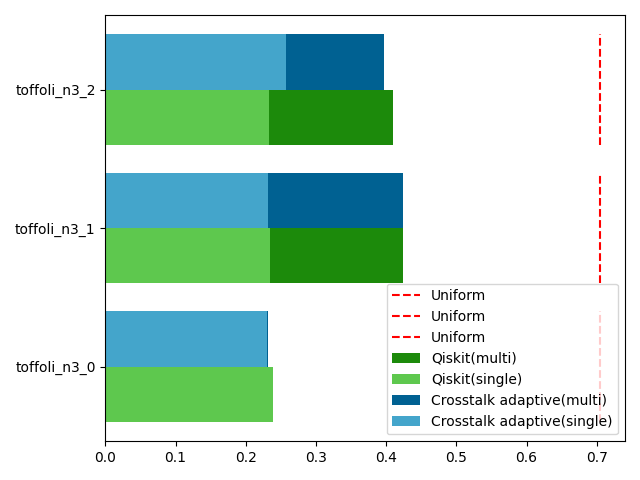 toffoli_n3_2
toffoli_n3_1
toffoli_n3_0
Uniform
Uniform
Uniform
Qiskit(multi)
Qiskit(single)
Crosstalk adaptive(multi)
Crosstalk adaptive(single)
0.0 0.1 0.2 0.3 0.4 0.5 0.6 0.7